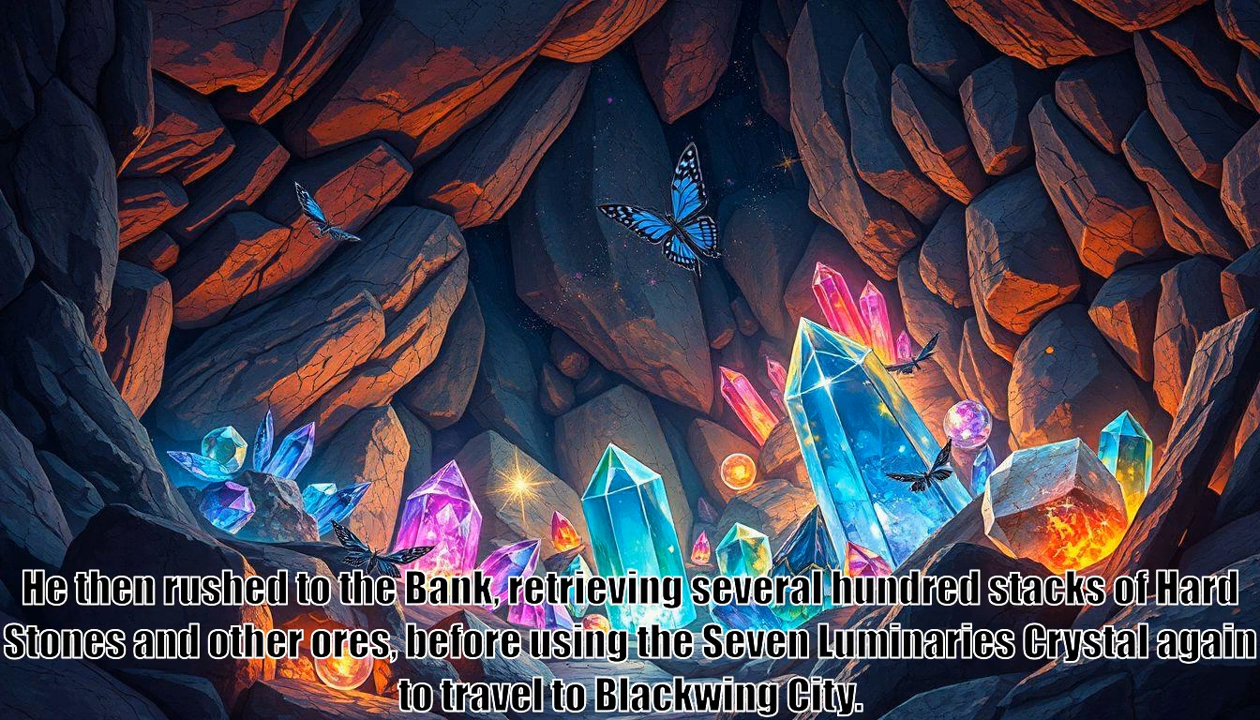 He then rushed to the Bank, retrieving several hundred stacks of Hard
Stones and other ores, before using the Seven Luminaries Crystal again
to travel to Blackwing City.